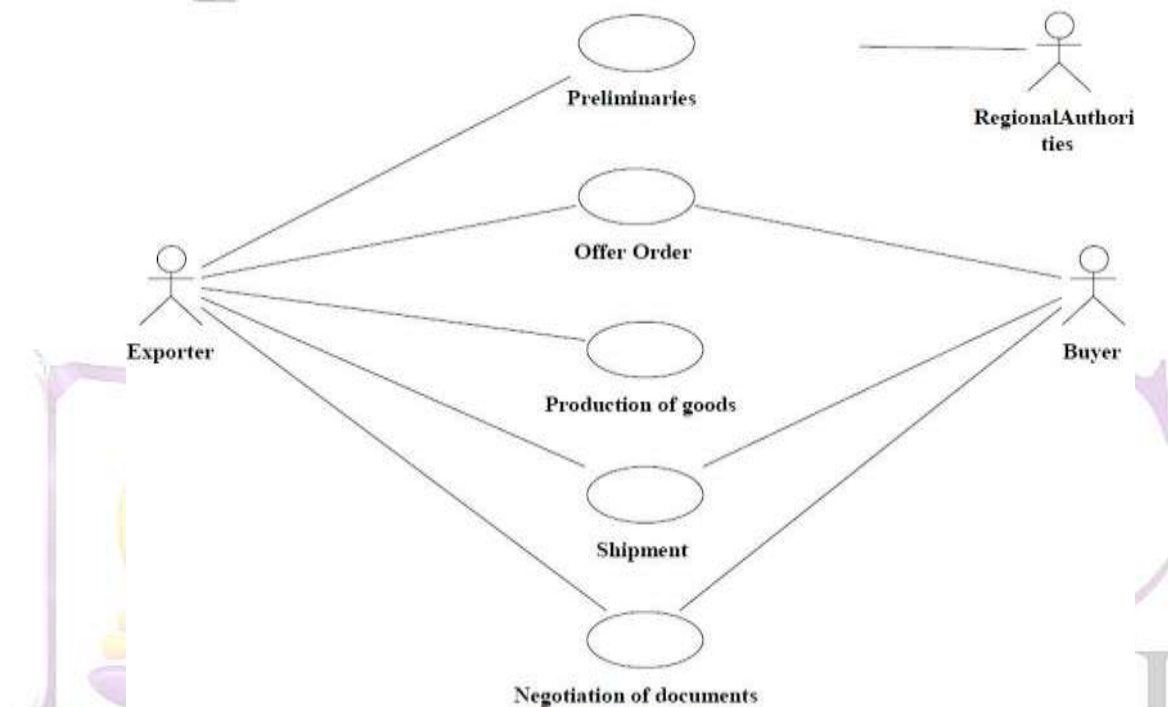 Preliminaries
RegionalAuthori
ties
Offer Order
Exporter
Buyer
Production of goods
Shipment
Negotiation of documents